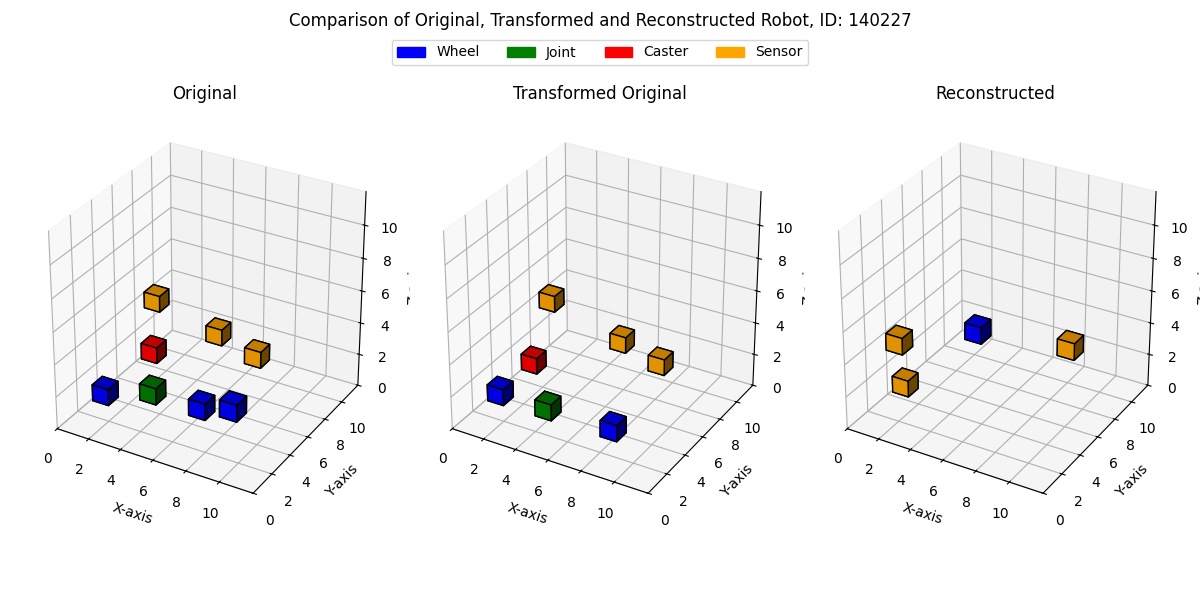 Comparison of Original, Transformed and Reconstructed Robot, ID: 140227
Wheel Joint Caster Sensor
Original
Transformed Original
Reconstructed
0 2 4 6 8 10
X-axis
0 2 4 6 8 10
Y-axis
0 2 4 6 8 10
0 2 4 6 8 10
X-axis
0 2 4 6 8 10
Y-axis
0 2 4 6 8 10
0 2 4 6 8 10
X-axis
0 2 4 6 8 10
Y-axis
0 2 4 6 8 10